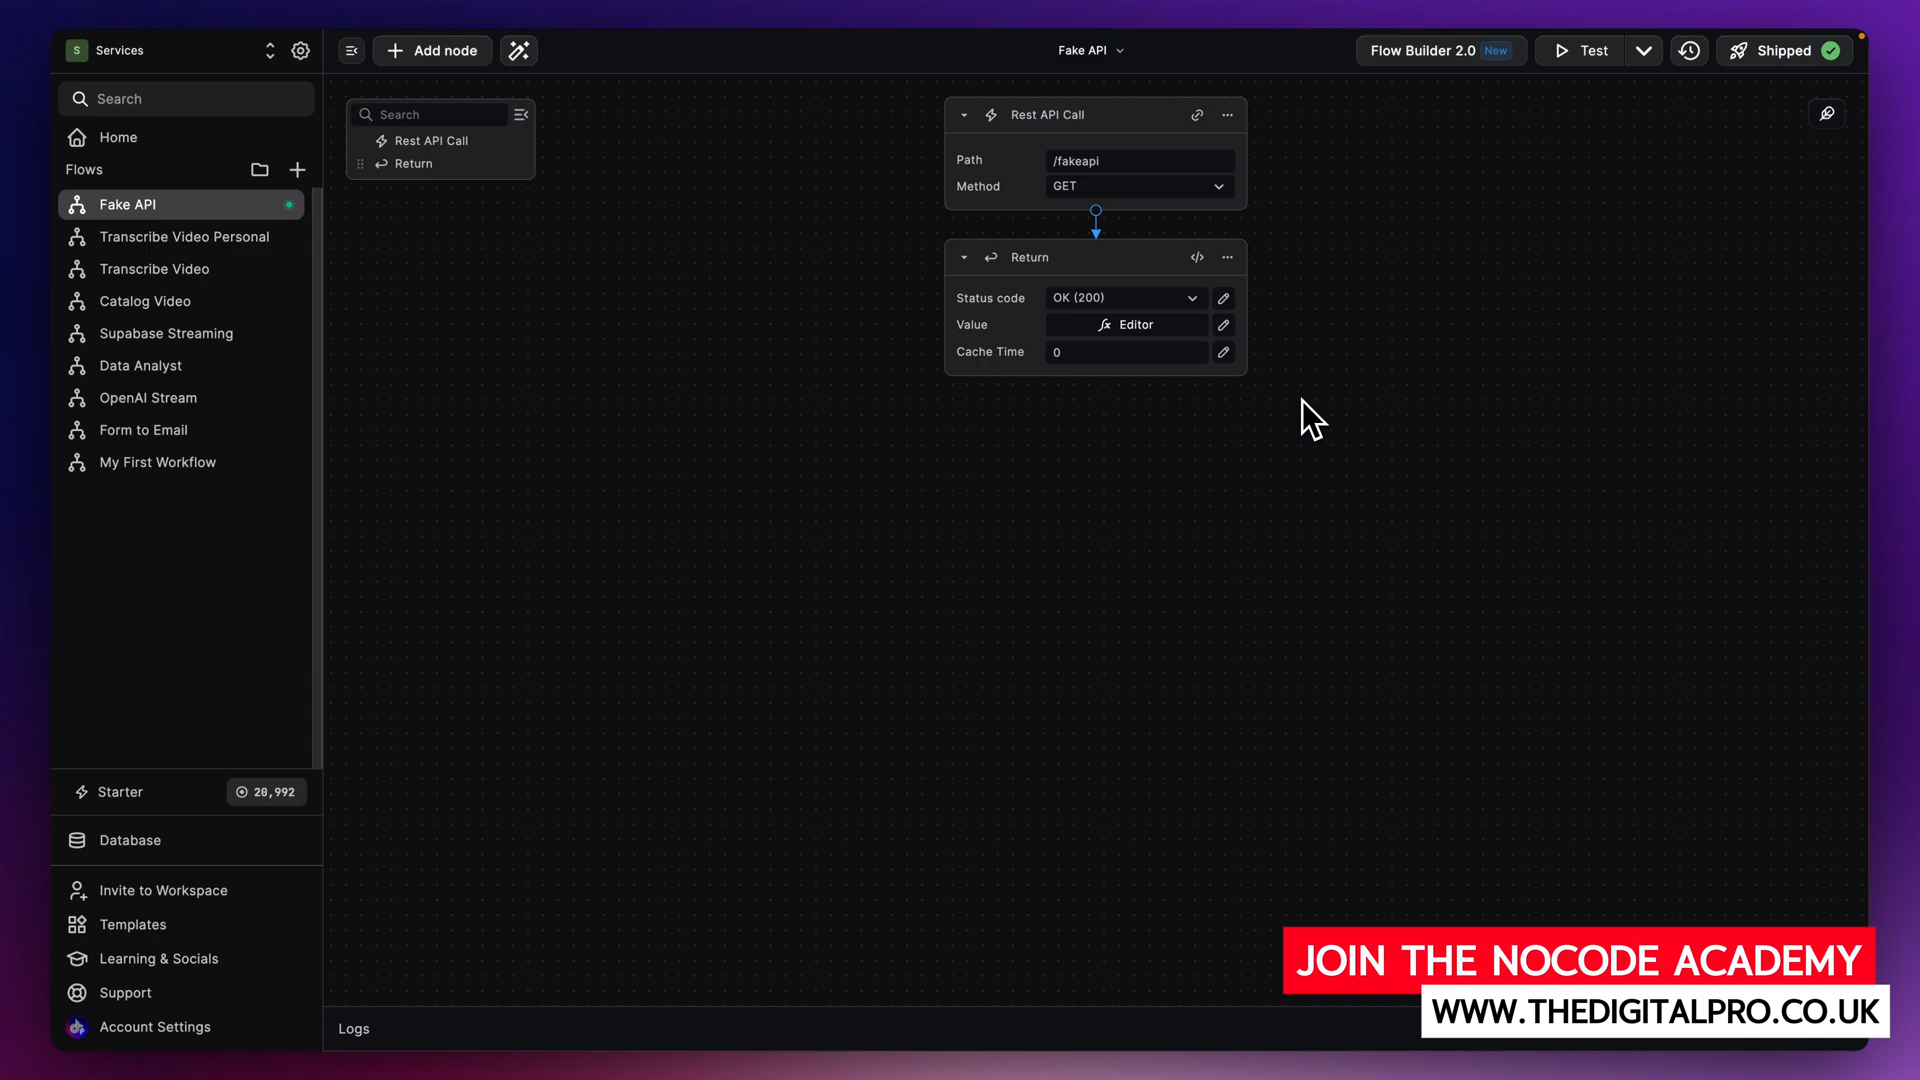 S Services
Search
Home
Flows
Fake API
Transcribe Video Personal
Transcribe Video
Catalog Video
Supabase Streaming
Data Analyst
OpenAI Stream
Form to Email
My First Workflow
Starter 20,992
Database
Invite to Workspace
Templates
Learning & Socials
Support
Account Settings
Add node
Fake API
Flow Builder 2.0 New
Test
Shipped
Search
Rest API Call
Return
Rest API Call
Path /fakeapi
Method GET
Return
Status code OK (200)
Value fx Editor
Cache Time 0
Logs
JOIN THE NOCODE ACADEMY
WWW.THEDIGITALPRO.CO.UK